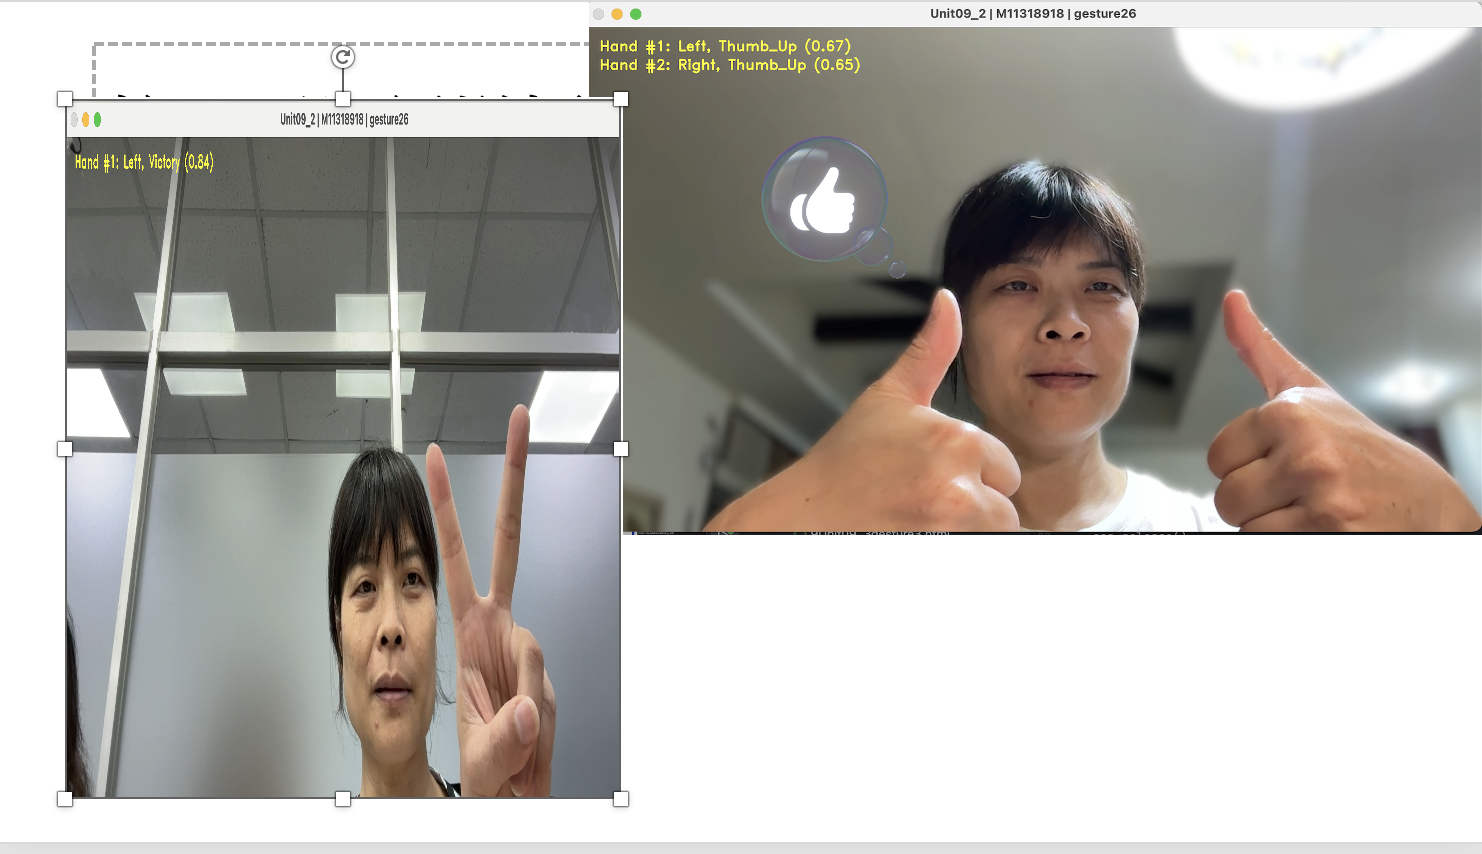 Unit09_2 | M11318918 | gesture26
Hand #1: Left, Thumb_Up (0.67)
Hand #2: Right, Thumb_Up (0.65)
Unit09_2 | M11318918 | gesture26
Hand #1: Left, Victory (0.84)